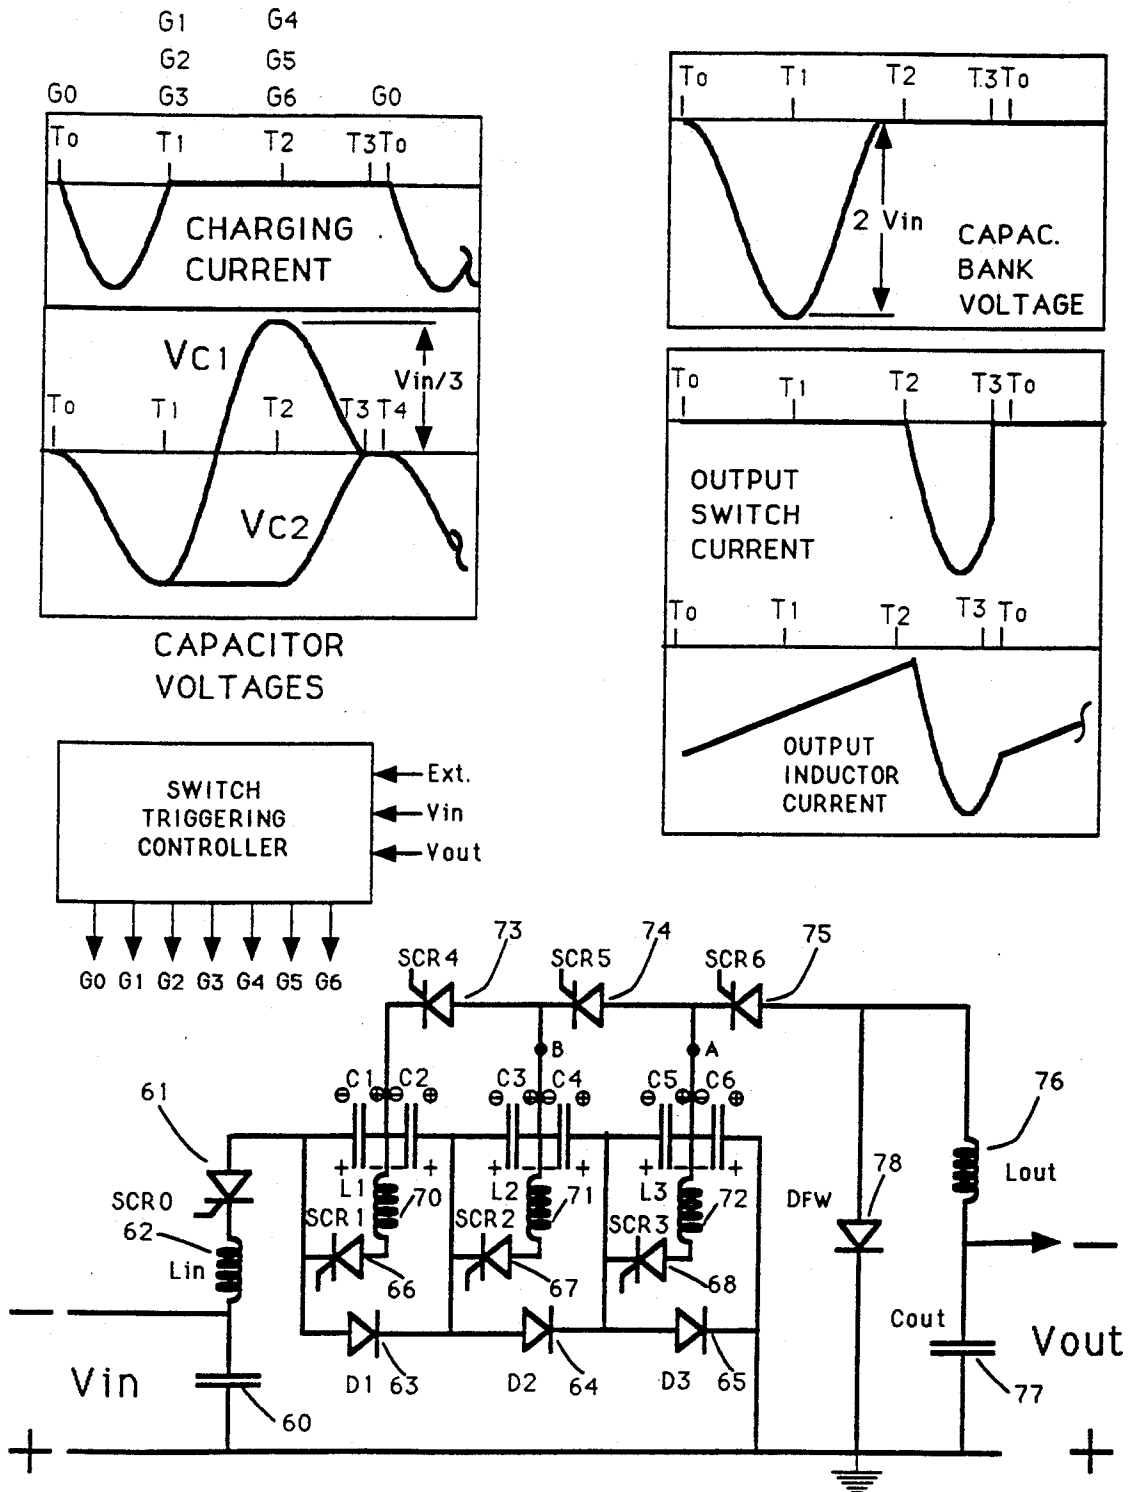 G1 G4
G2 G5
G0 G3 G6 G0
To T1 T2 T3 To
CHARGING
CURRENT
VC1
Vin/3
To T1 T2 T3 T4
VC2
CAPACITOR
VOLTAGES
To T1 T2 T3 To
2 Vin
CAPAC.
BANK
VOLTAGE
To T1 T2 T3 To
OUTPUT
SWITCH
CURRENT
To T1 T2 T3 To
OUTPUT
INDUCTOR
CURRENT
SWITCH
TRIGGERING
CONTROLLER
Ext.
Vin
Vout
G0 G1 G2 G3 G4 G5 G6
73 74 75
SCR4 SCR5 SCR6
B A
61 C1 C2 C3 C4 C5 C6 76
⊖ ⊕ ⊖ ⊕ ⊖ ⊕ ⊖ ⊕ ⊖ ⊕ ⊖ ⊕
+ − − + + − − + + − − +
SCR0 L1 70 L2 71 L3 72 DFW 78 Lout
62 SCR1 SCR2 SCR3
Lin 66 67 68
−
−
Cout
Vout
Vin D1 63 D2 64 D3 65 77
60
+ +